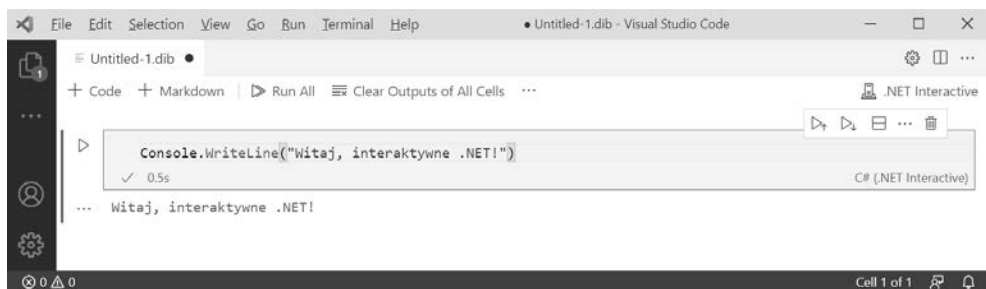 File Edit Selection View Go Run Terminal Help ● Untitled-1.dib - Visual Studio Code
1
Untitled-1.dib ●
+ Code + Markdown Run All Clear Outputs of All Cells ... .NET Interactive
Console.WriteLine("Witaj, interaktywne .NET!")
✓ 0.5s C# (.NET Interactive)
... Witaj, interaktywne .NET!
0 0 Cell 1 of 1